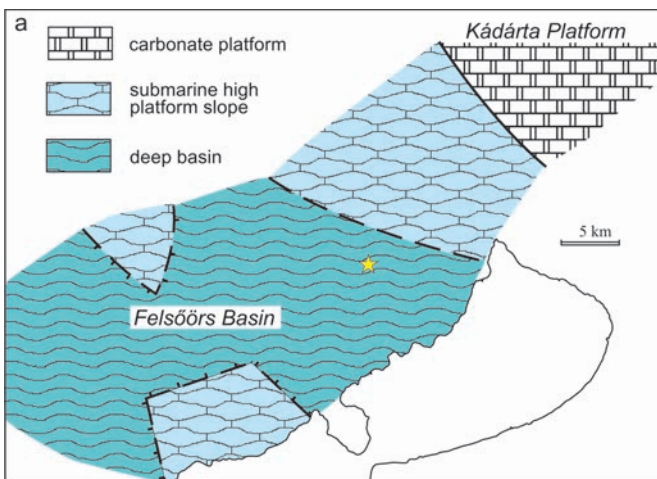 a
Kádárta Platform
carbonate platform
submarine high
platform slope
deep basin
5 km
Felsőörs Basin